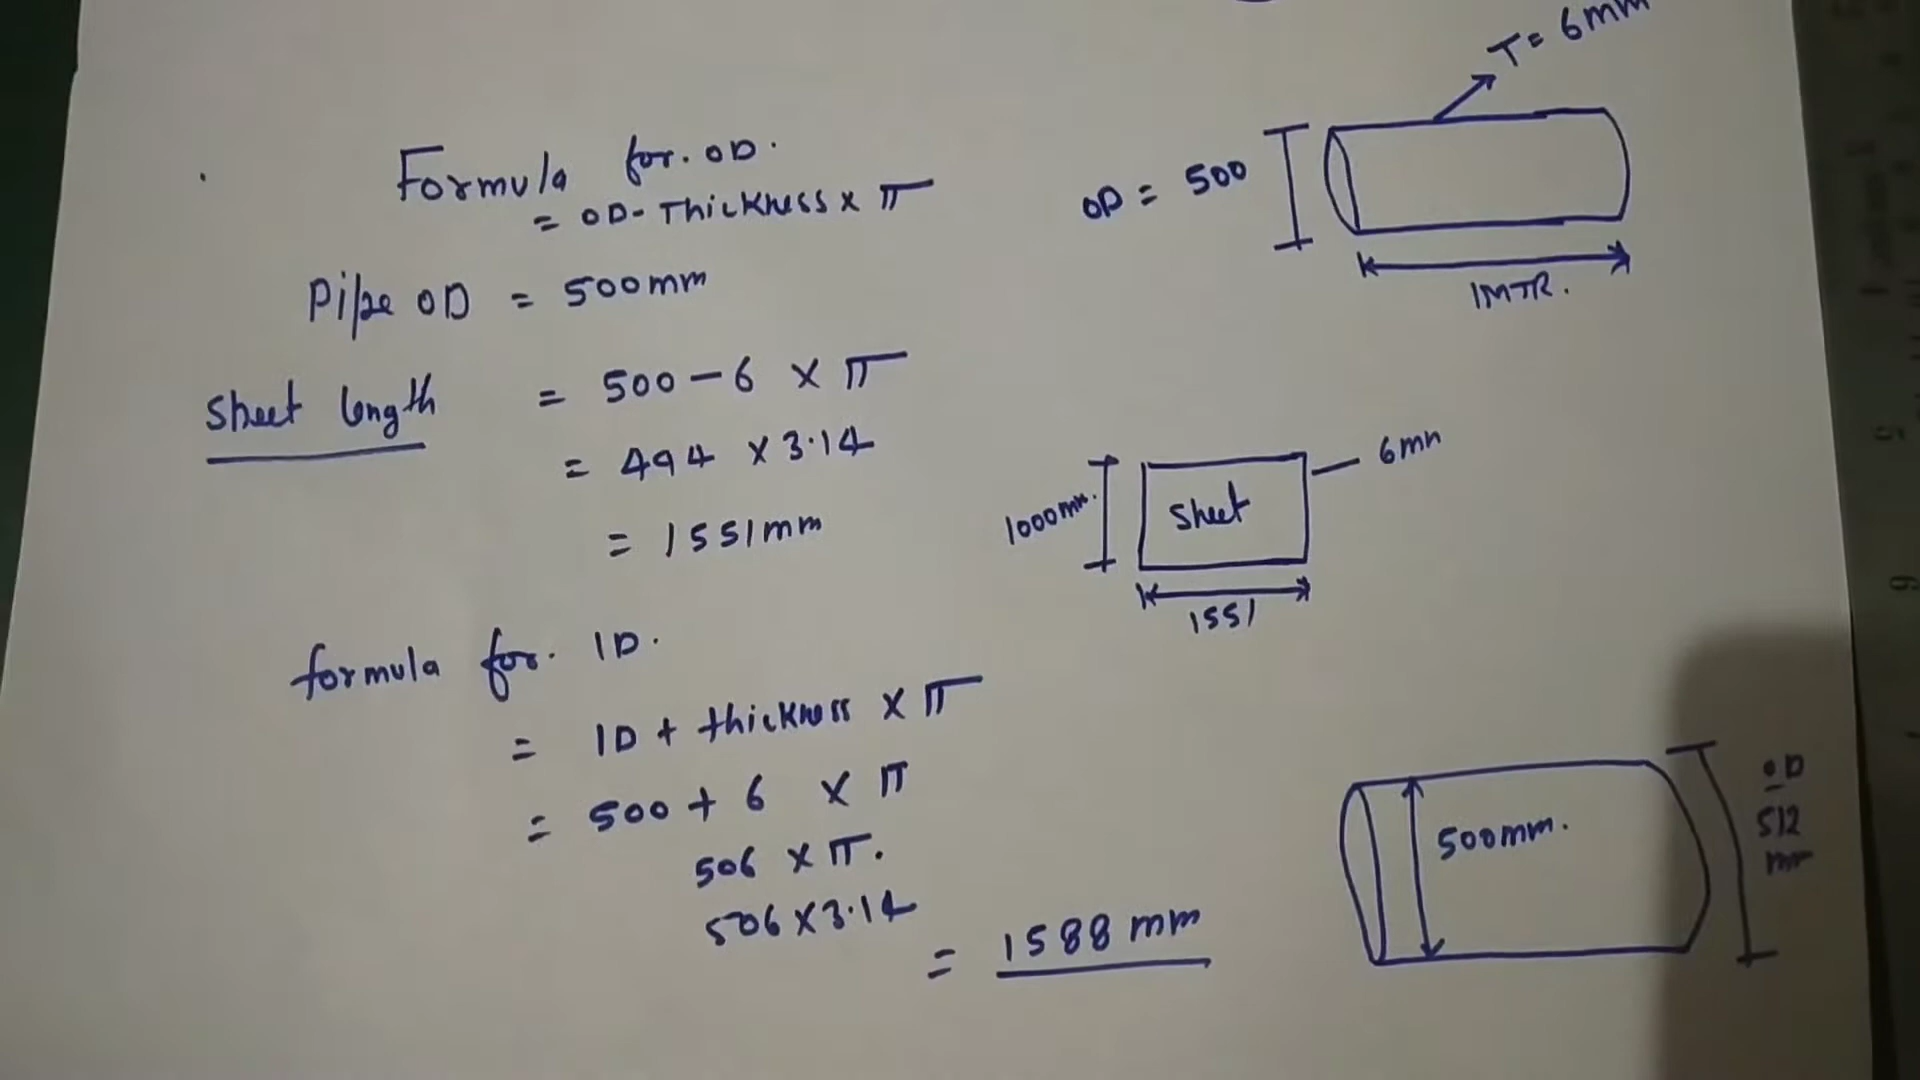 Formula for. OD.
= OD- Thickness x π
Pipe OD = 500mm
Sheet length = 500 - 6 x π
= 494 x 3.14
= 1551mm
formula for. ID.
= ID + thickness x π
= 500 + 6 x π
506 x π.
506 x 3.14
= 1588 mm
T= 6mm
OD = 500
1MTR.
6mm
1000mm.
Sheet
1551
500mm.
OD
512
mm